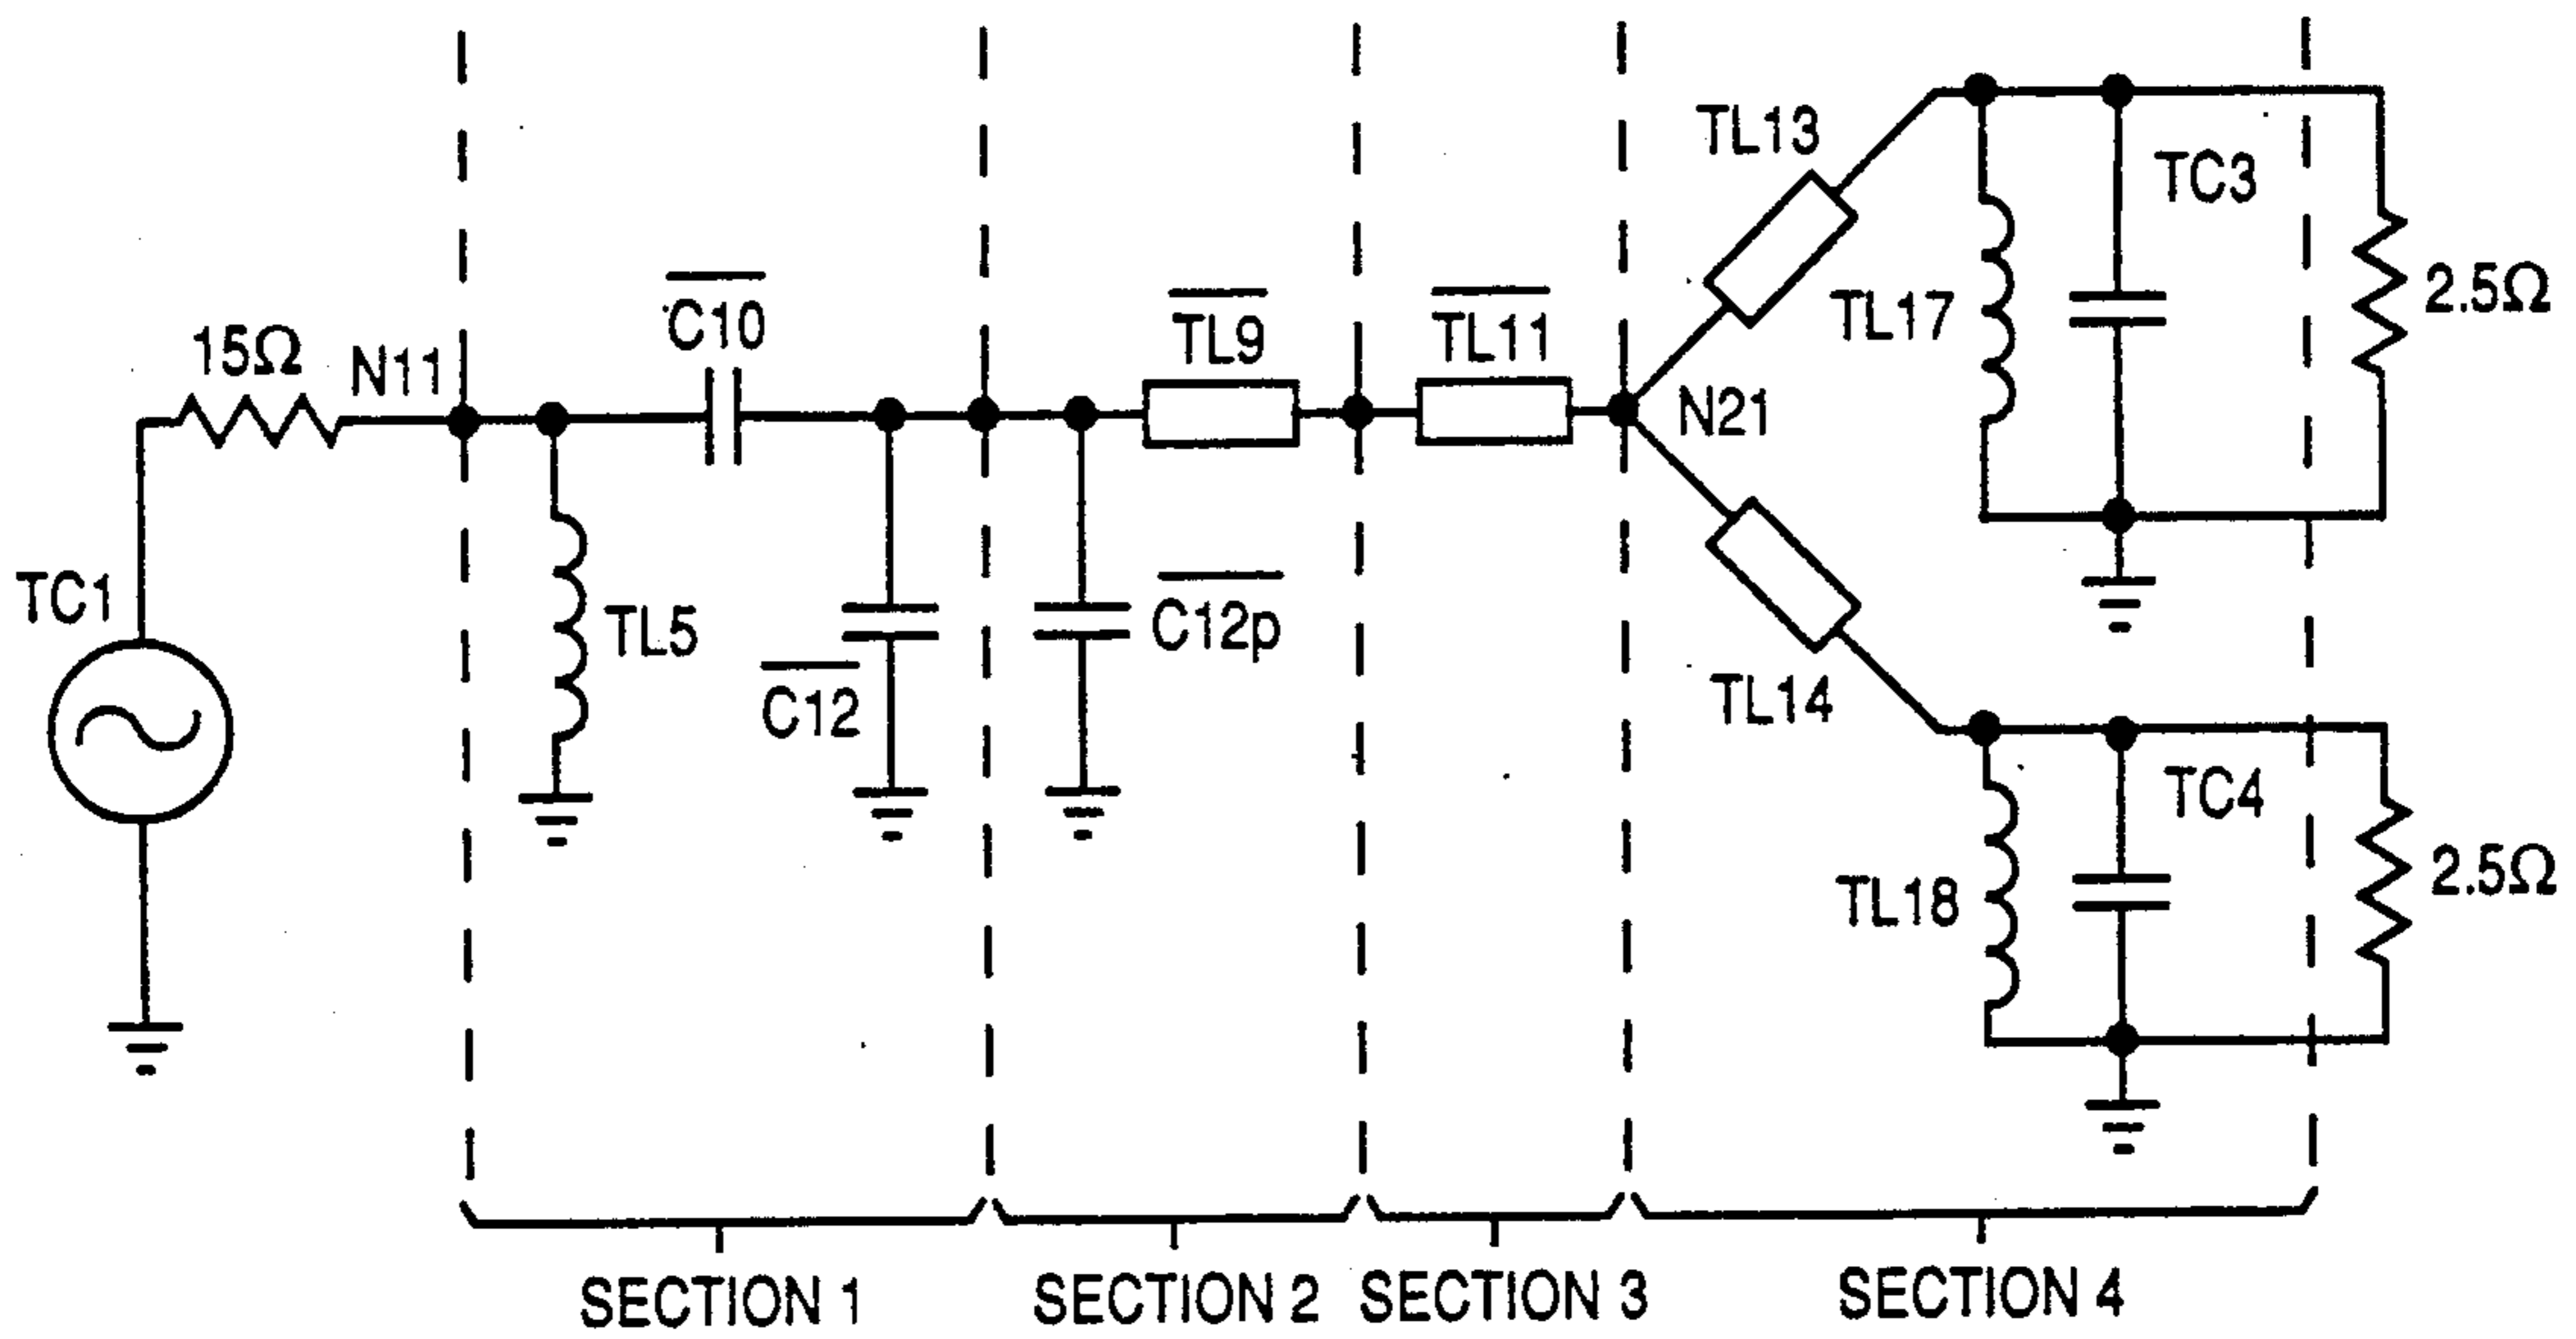 TL13
TC3
TL17
2.5Ω
C10
TL9
TL11
15Ω
N11
N21
TC1
TL5
C12
C12p
TL14
TC4
TL18
2.5Ω
SECTION 1
SECTION 2
SECTION 3
SECTION 4